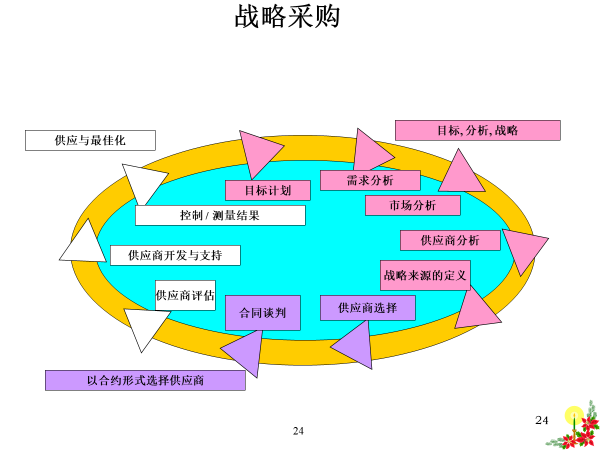 战略采购
目标,分析,战略
供应与最佳化
需求分析
目标计划
市场分析
控制 / 测量结果
供应商分析
供应商开发与支持
战略来源的定义
供应商评估
供应商选择
合同谈判
以合约形式选择供应商
24
24